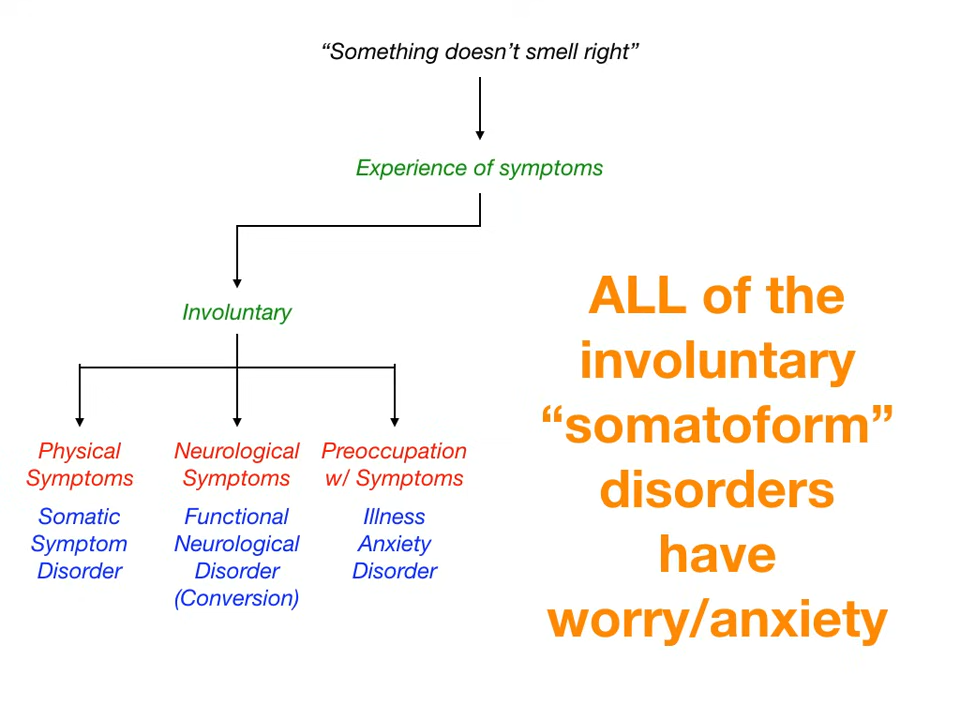 “Something doesn’t smell right”
Experience of symptoms
Involuntary
Physical
Symptoms
Somatic
Symptom
Disorder
Neurological
Symptoms
Functional
Neurological
Disorder
(Conversion)
Preoccupation
w/ Symptoms
Illness
Anxiety
Disorder
ALL of the
involuntary
“somatoform”
disorders
have
worry/anxiety